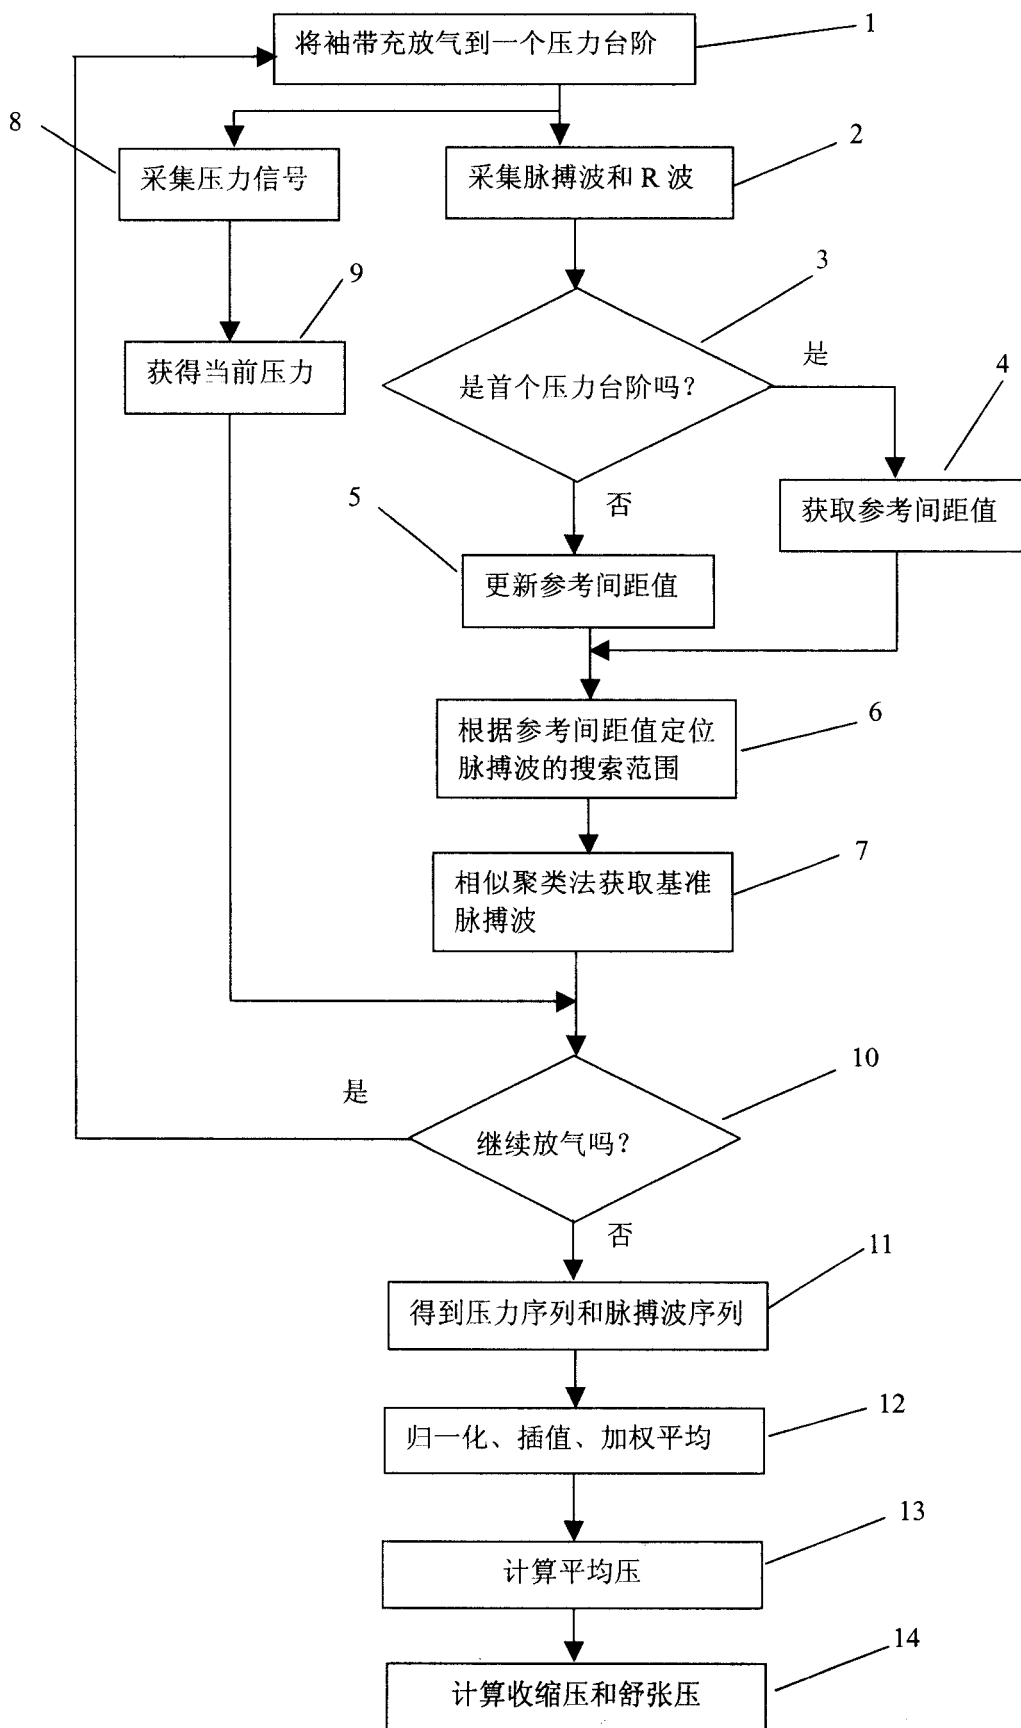 将袖带充放气到一个压力台阶
1
8
采集压力信号
采集脉搏波和 R 波
2
9
获得当前压力
3
是首个压力台阶吗？
是
4
获取参考间距值
5
否
更新参考间距值
根据参考间距值定位
脉搏波的搜索范围
6
相似聚类法获取基准
脉搏波
7
是
继续放气吗？
10
否
得到压力序列和脉搏波序列
11
归一化、插值、加权平均
12
计算平均压
13
计算收缩压和舒张压
14